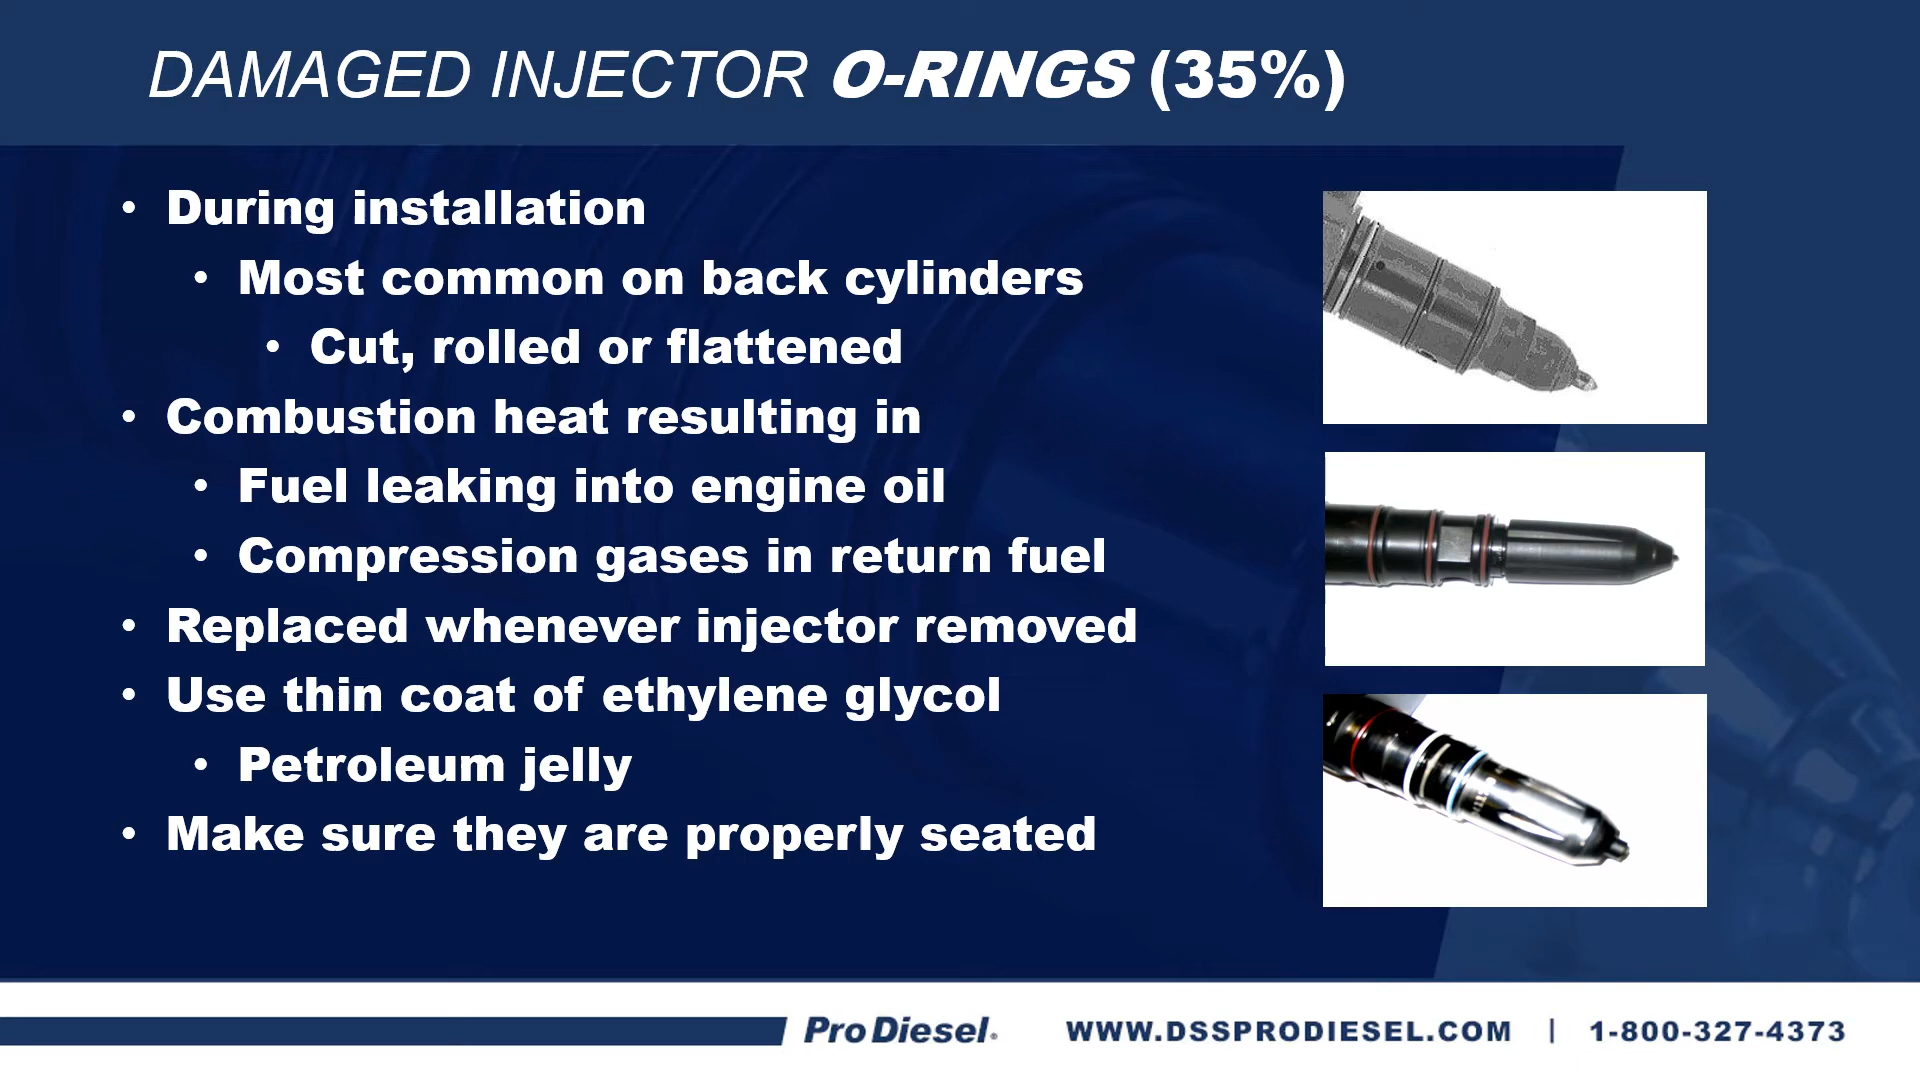 DAMAGED INJECTOR O-RINGS (35%)
• During installation
• Most common on back cylinders
• Cut, rolled or flattened
• Combustion heat resulting in
• Fuel leaking into engine oil
• Compression gases in return fuel
• Replaced whenever injector removed
• Use thin coat of ethylene glycol
• Petroleum jelly
• Make sure they are properly seated
Pro Diesel® WWW.DSSPRODIESEL.COM | 1-800-327-4373